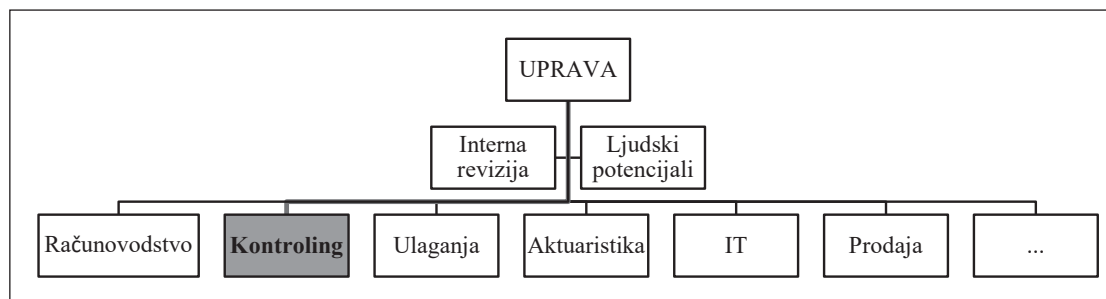 UPRAVA
Interna
revizija
Ljudski
potencijali
Računovodstvo
Kontroling
Ulaganja
Aktuaristika
IT
Prodaja
...